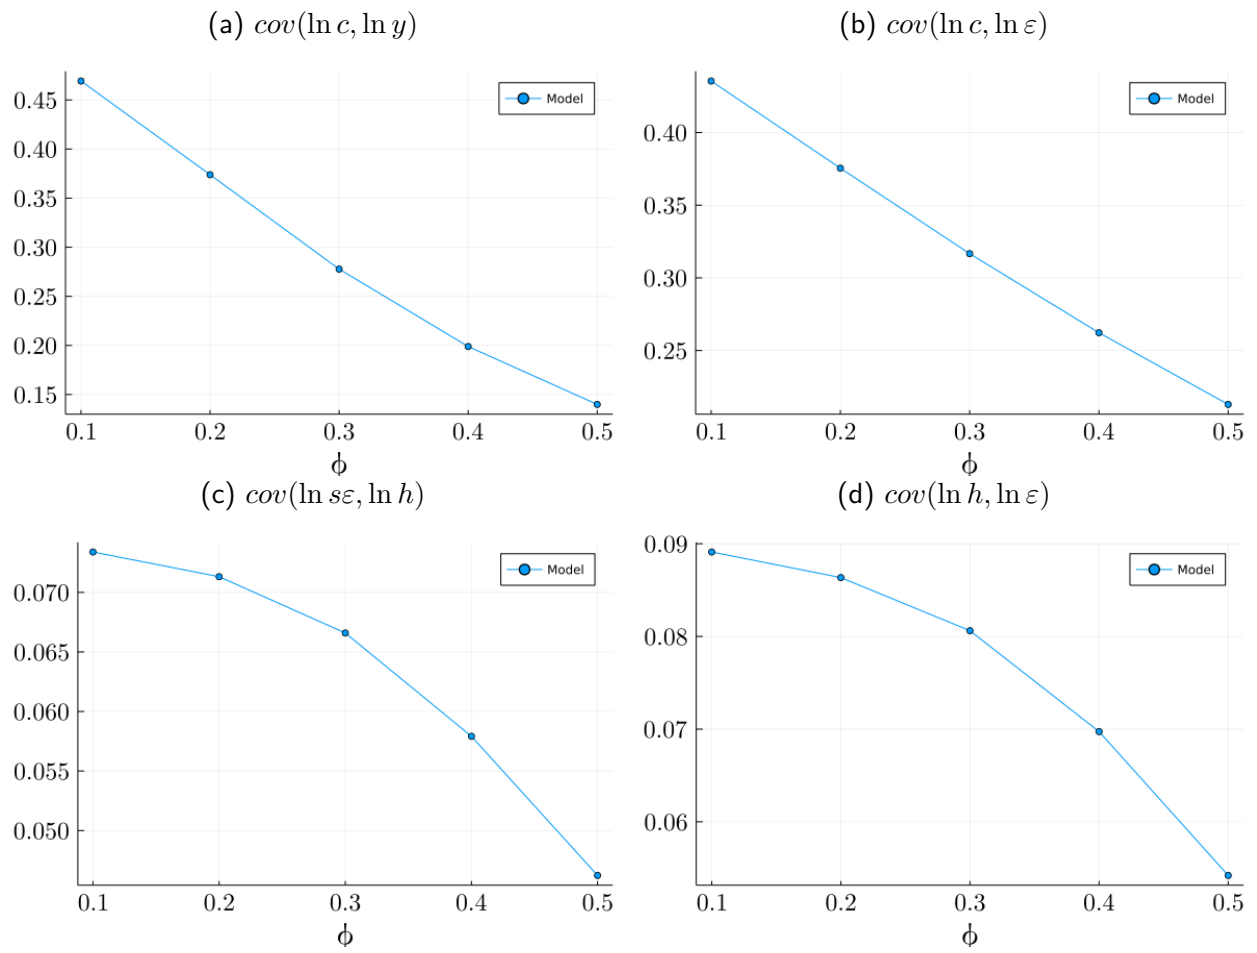 (a) cov(ln c, ln y)
0.45
0.40
0.35
0.30
0.25
0.20
0.15
Model
0.1 0.2 0.3 0.4 0.5
ϕ
(b) cov(ln c, ln ε)
0.40
0.35
0.30
0.25
Model
0.1 0.2 0.3 0.4 0.5
ϕ
(c) cov(ln sε, ln h)
0.070
0.065
0.060
0.055
0.050
Model
0.1 0.2 0.3 0.4 0.5
ϕ
(d) cov(ln h, ln ε)
0.09
0.08
0.07
0.06
Model
0.1 0.2 0.3 0.4 0.5
ϕ